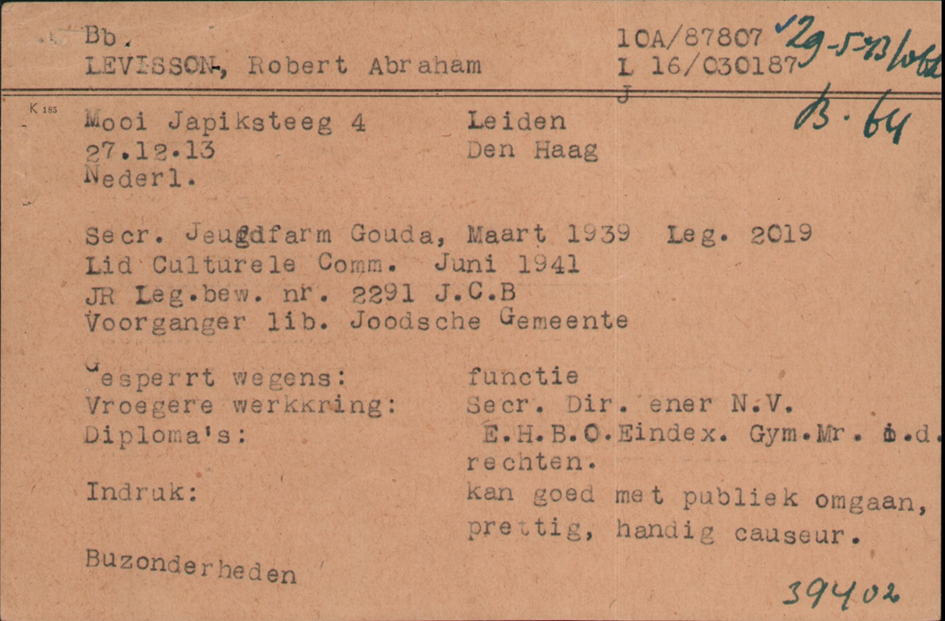 Bb. 10A/87807 29-5-43
LEVISSON, Robert Abraham L 16/030187
J
K 185
B. 64
Mooi Japiksteeg 4 Leiden
27.12.13 Den Haag
Nederl.
Secr. Jeugdfarm Gouda, Maart 1939 Leg. 2019
Lid Culturele Comm. Juni 1941
JR Leg.bew. nr. 2291 J.C.B
Voorganger lib. Joodsche Gemeente
Gesperrt wegens: functie
Vroegere werkkring: Secr. Dir. ener N.V.
Diploma's: E.H.B.O.Eindex. Gym.Mr. i.d.
rechten.
Indruk: kan goed met publiek omgaan,
prettig, handig causeur.
Buzonderheden
39402